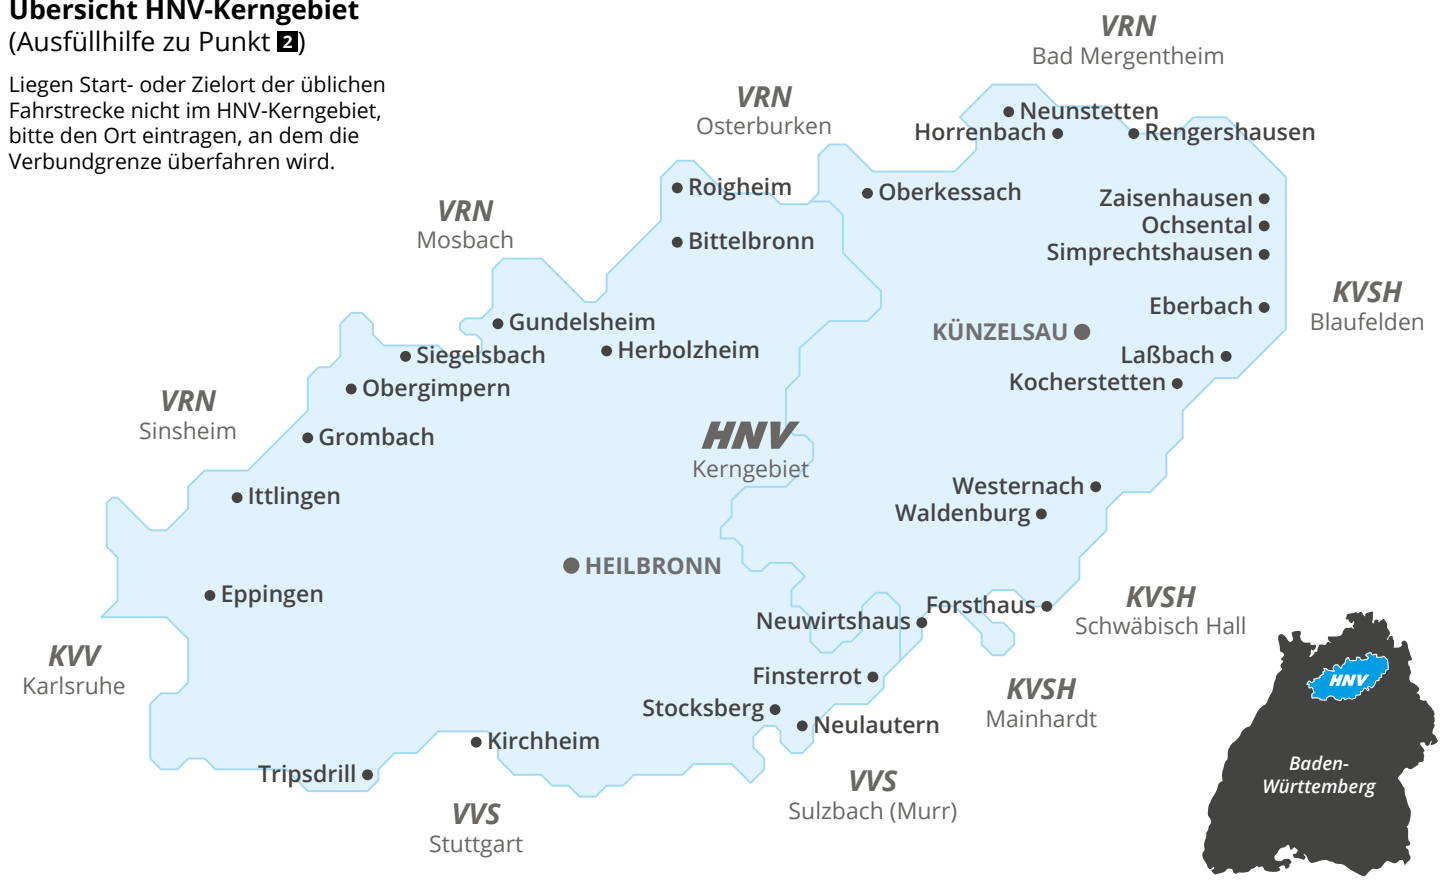 Übersicht HNV-Kerngebiet
(Ausfüllhilfe zu Punkt 2)
Liegen Start- oder Zielort der üblichen
Fahrstrecke nicht im HNV-Kerngebiet,
bitte den Ort eintragen, an dem die
Verbundgrenze überfahren wird.
VRN
Bad Mergentheim
VRN
Osterburken
Neunstetten
Horrenbach
Rengershausen
Roigheim
Oberkessach
Zaisenhausen
VRN
Mosbach
Ochsental
Bittelbronn
Simprechtshausen
KVSH
Blaufelden
Eberbach
Gundelsheim
KÜNZELSAU
Herbolzheim
Siegelsbach
Laßbach
Kocherstetten
Obergimpern
VRN
Sinsheim
Grombach
HNV
Kerngebiet
Westernach
Ittlingen
Waldenburg
HEILBRONN
Eppingen
KVSH
Schwäbisch Hall
Forsthaus
Neuwirtshaus
KVV
Karlsruhe
Finsterrot
KVSH
Mainhardt
HNV
Stocksberg
Neulautern
Kirchheim
Tripsdrill
VVS
Sulzbach (Murr)
Baden-
Württemberg
VVS
Stuttgart